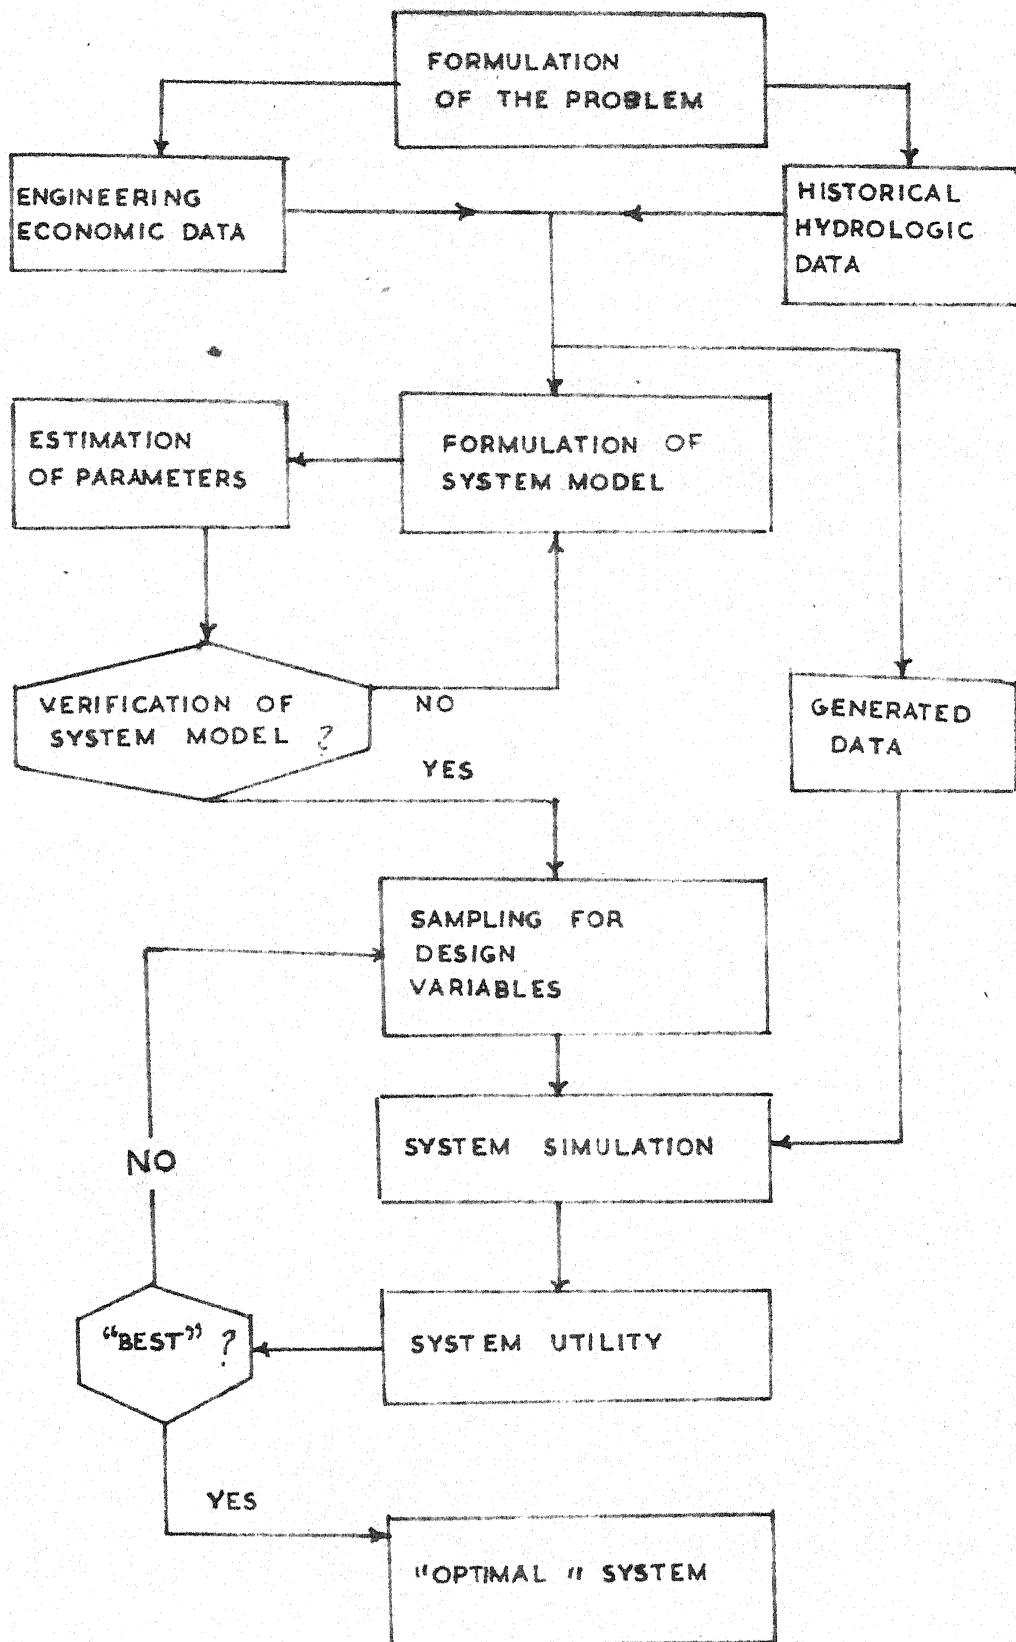 FORMULATION
OF THE PROBLEM
ENGINEERING
ECONOMIC DATA
HISTORICAL
HYDROLOGIC
DATA
ESTIMATION
OF PARAMETERS
FORMULATION OF
SYSTEM MODEL
VERIFICATION OF
SYSTEM MODEL ?
NO
YES
GENERATED
DATA
SAMPLING FOR
DESIGN
VARIABLES
NO
SYSTEM SIMULATION
"BEST" ?
SYSTEM UTILITY
YES
"OPTIMAL" SYSTEM